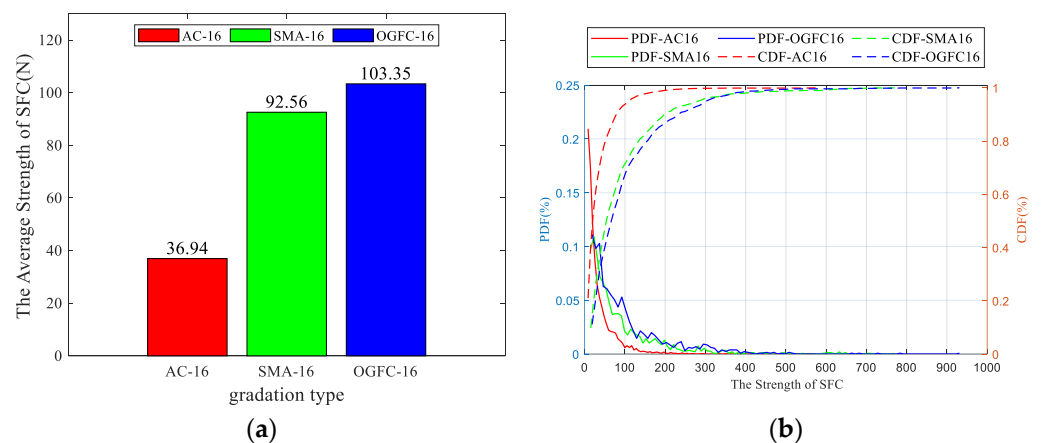 AC-16 SMA-16 OGFC-16
The Average Strength of SFC(N)
120
100
80
60
40
20
0
36.94
92.56
103.35
AC-16 SMA-16 OGFC-16
gradation type
(a)
PDF-AC16 PDF-OGFC16 CDF-SMA16
PDF-SMA16 CDF-AC16 CDF-OGFC16
PDF(%)
0.25
0.2
0.15
0.1
0.05
0
CDF(%)
1
0.8
0.6
0.4
0.2
0
0 100 200 300 400 500 600 700 800 900 1000
The Strength of SFC
(b)